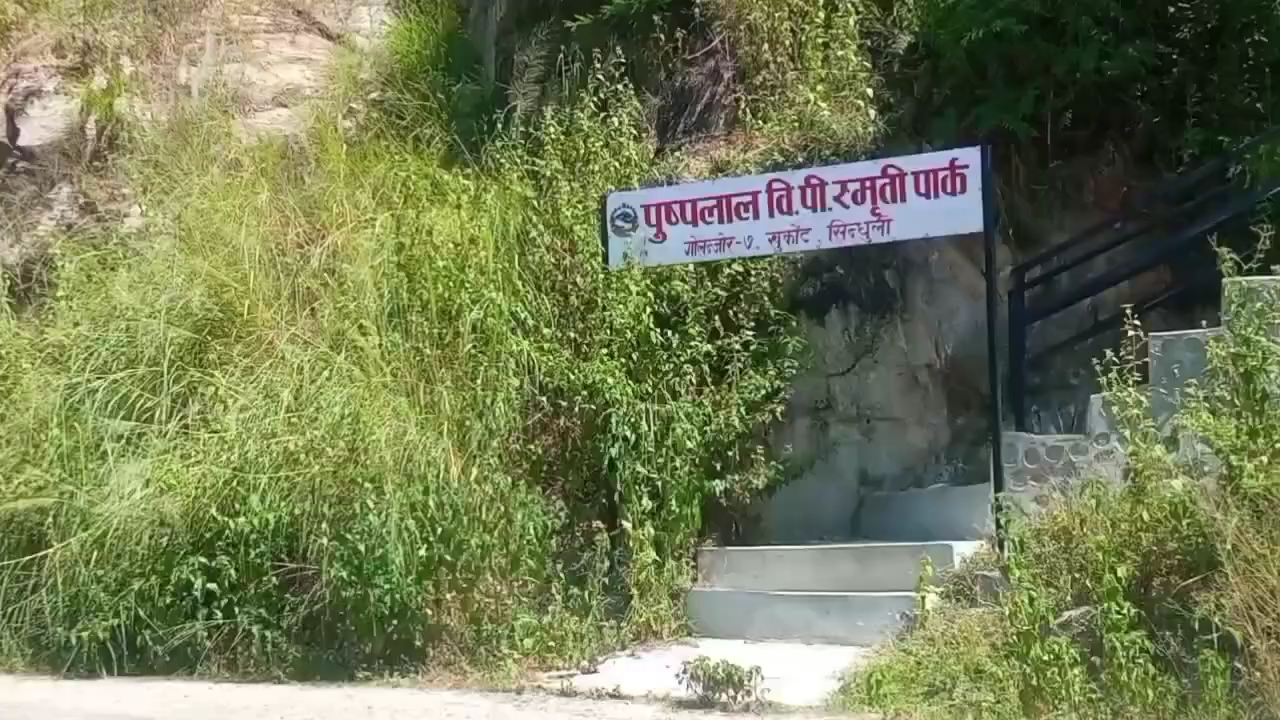 पुष्पलाल वि.पी.स्मृती पार्क
गोलन्जोर-७, खुर्कोट, सिन्धुली